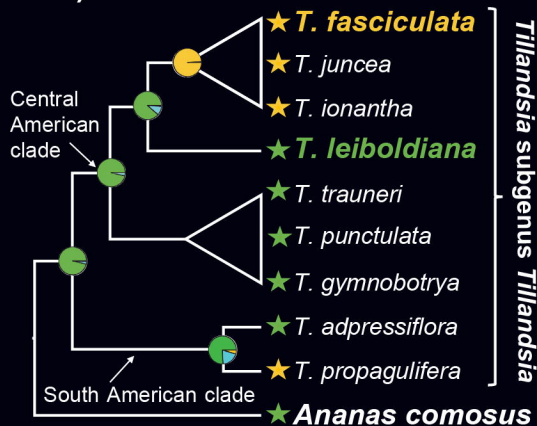 T. fasciculata
T. juncea
T. ionantha
Central
American
clade
T. leiboldiana
T. trauneri
T. punctulata
T. gymnobotrya
T. adpressiflora
T. propagulifera
South American clade
Ananas comosus
Tillandsia subgenus Tillandsia